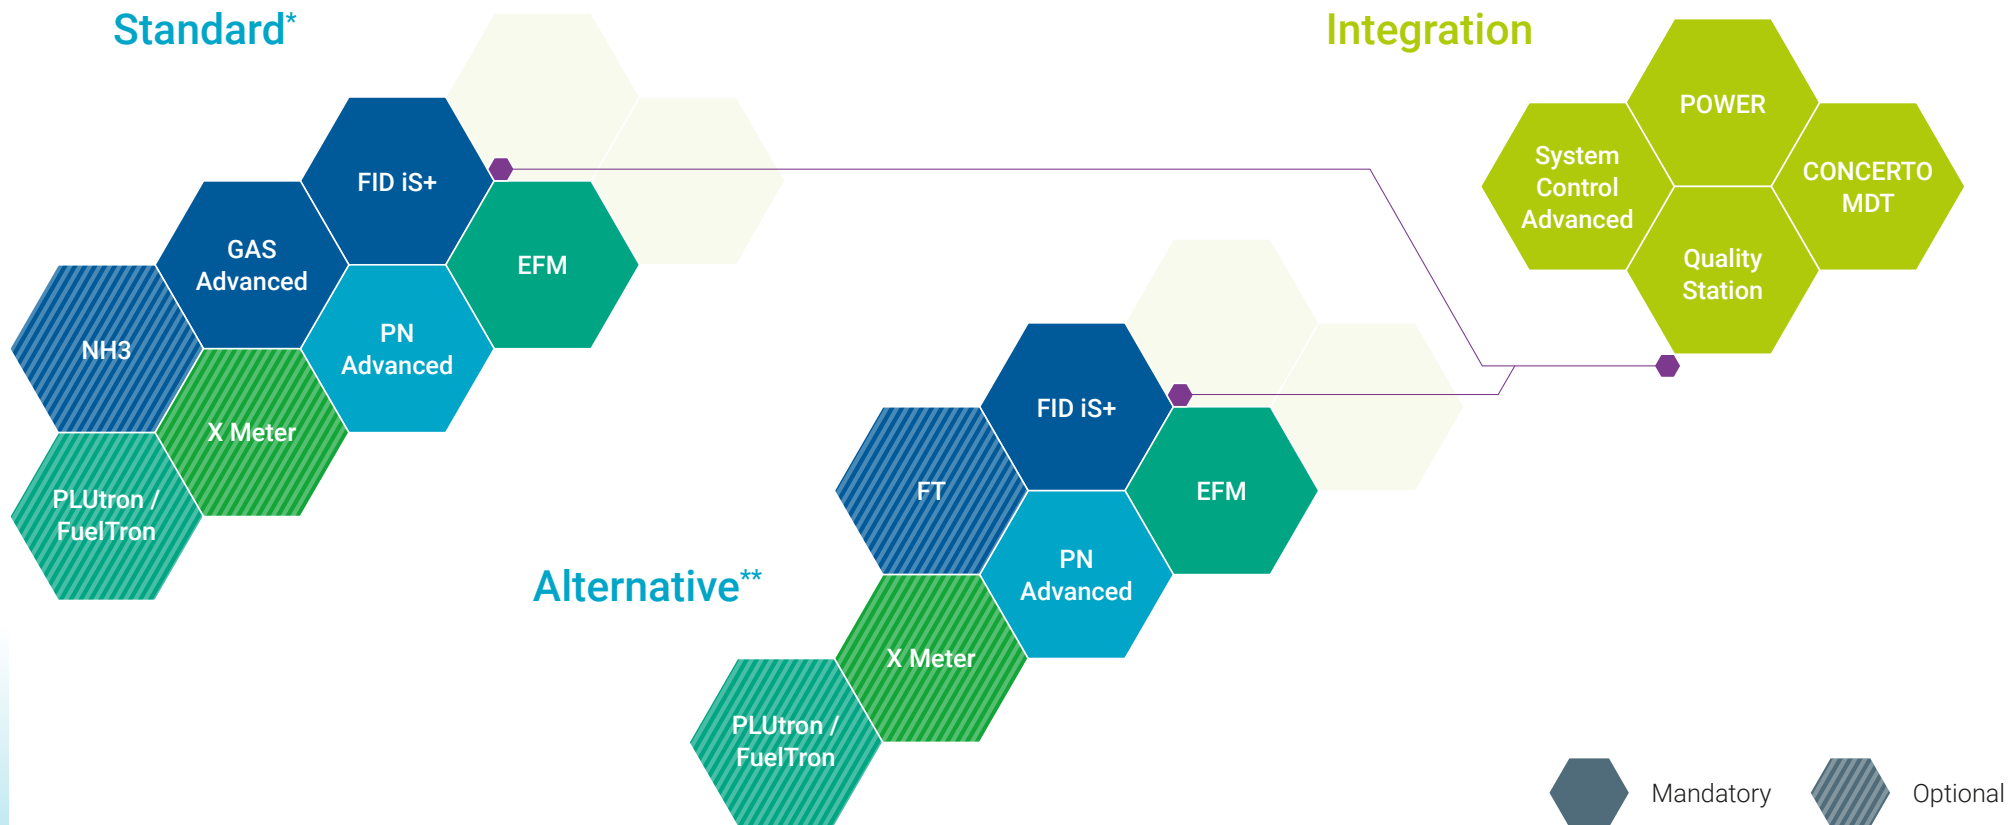 Standard*
FID iS+
GAS
Advanced
EFM
NH3
PN
Advanced
X Meter
PLUtron /
FuelTron
Alternative**
FID iS+
FT
EFM
PN
Advanced
X Meter
PLUtron /
FuelTron
Integration
POWER
System
Control
Advanced
CONCERTO
MDT
Quality
Station
Mandatory
Optional